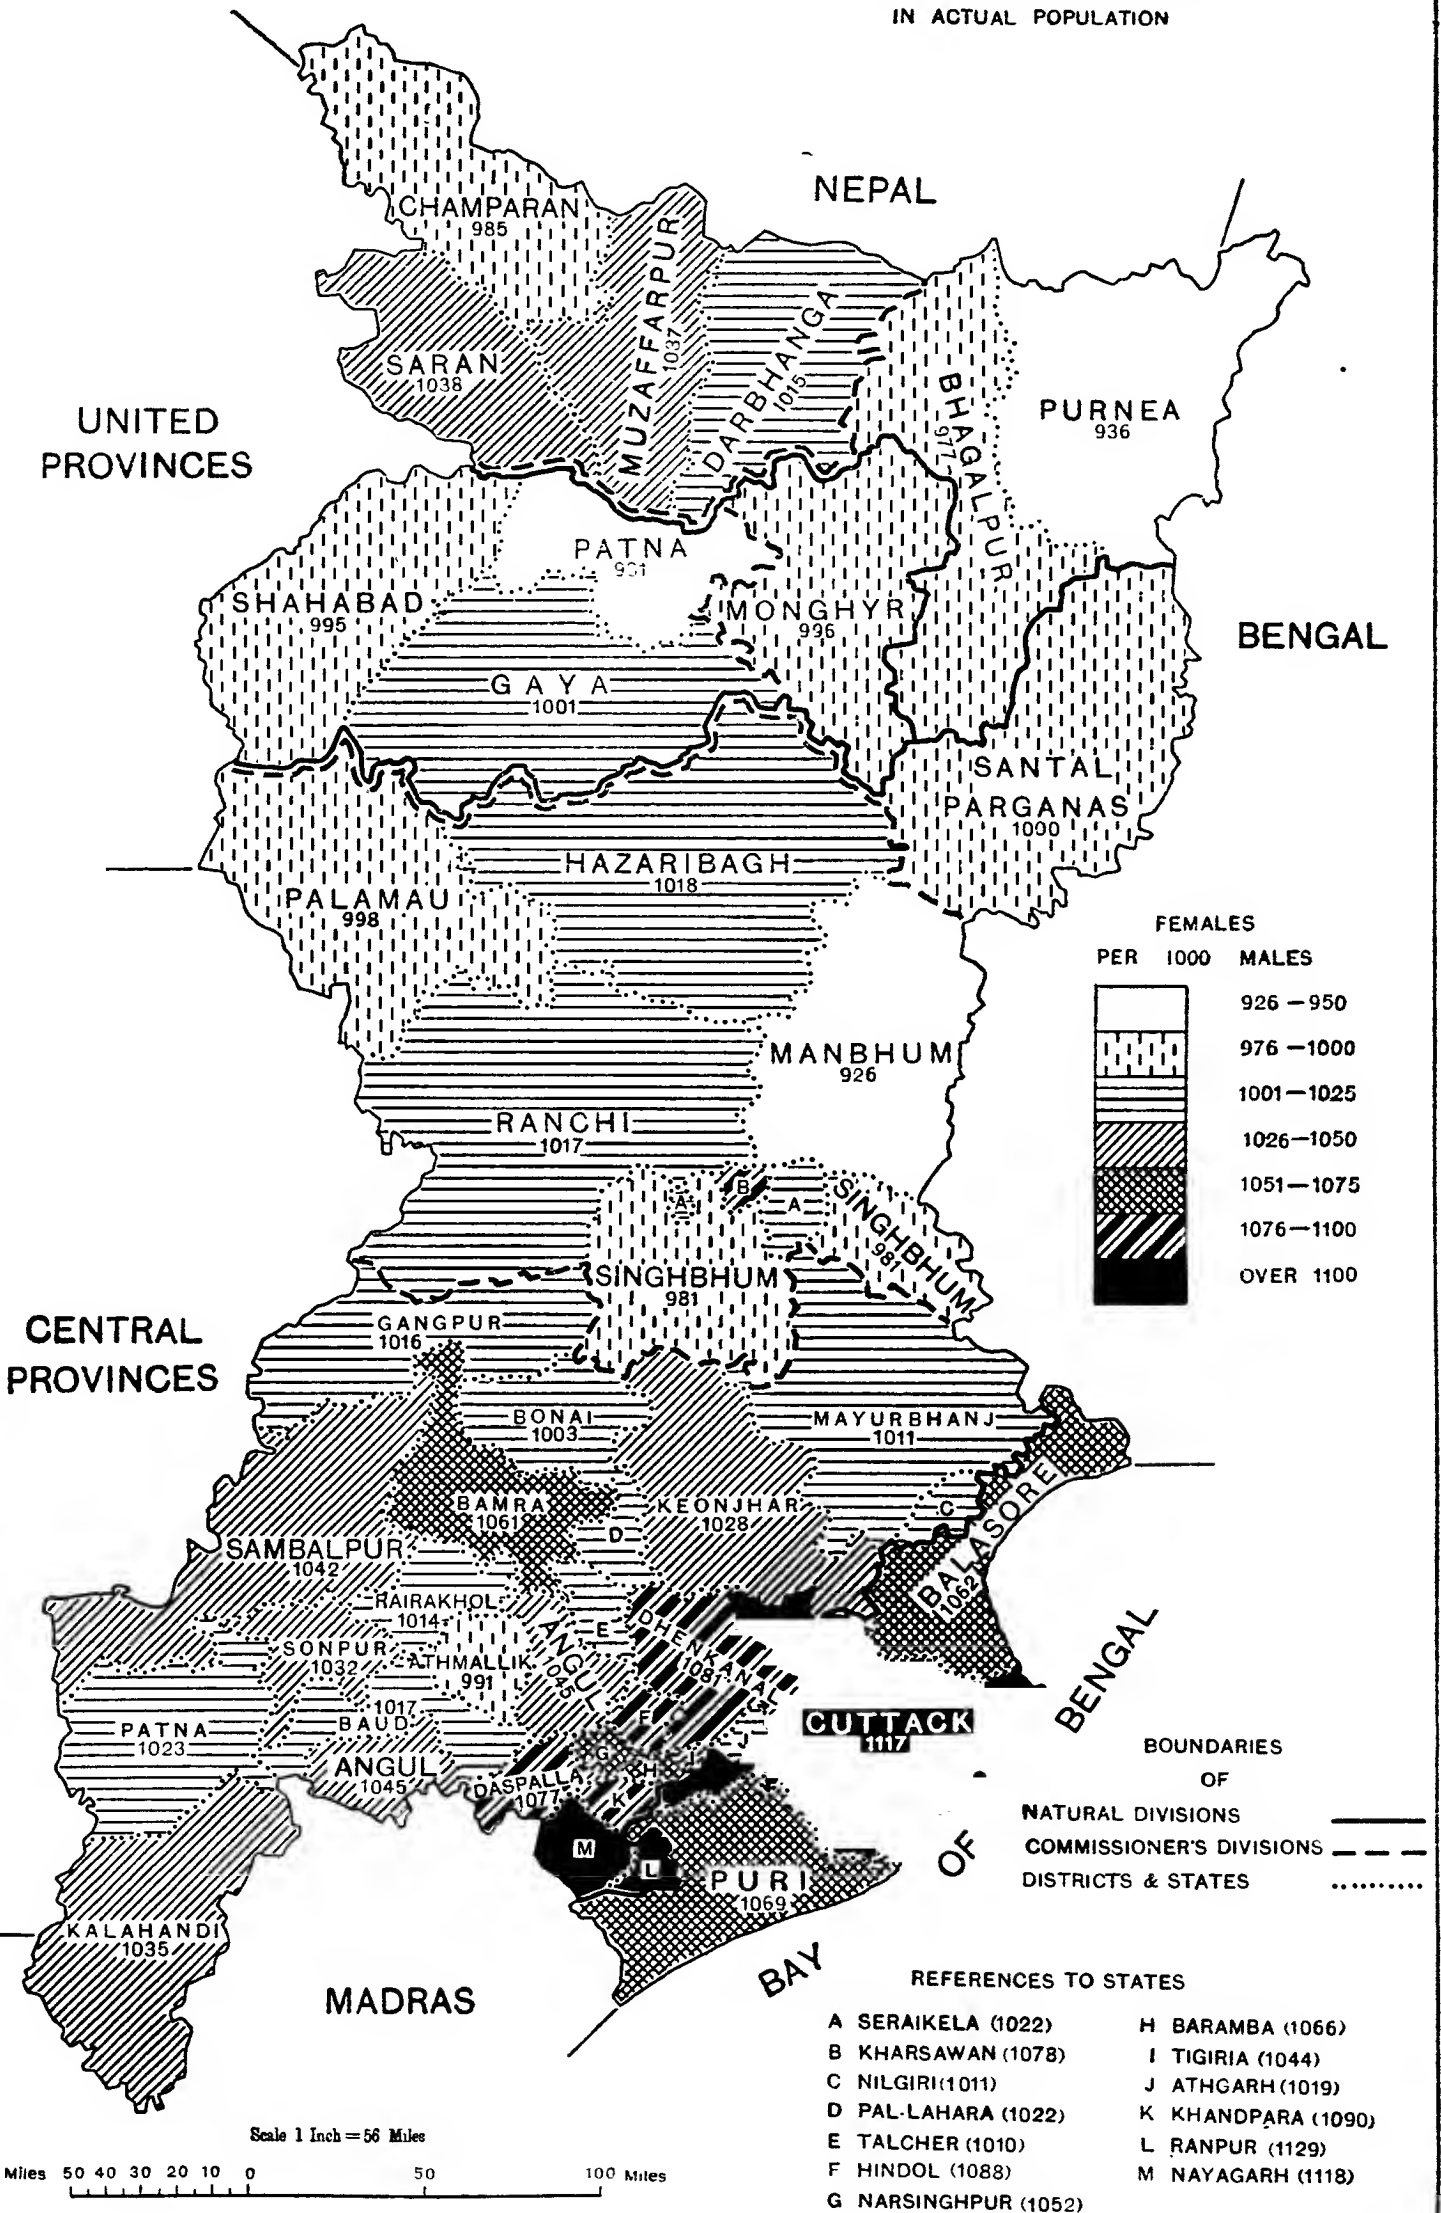 IN ACTUAL POPULATION
NEPAL
CHAMPARAN
985
MUZAFFARPUR
1037
SARAN
1038
DARBHANGA
1015
BHAGALPUR
977
PURNEA
936
UNITED
PROVINCES
PATNA
SHAHABAD
995
MONGHYR
996
BENGAL
GAYA
1001
SANTAL
PARGANAS
1000
HAZARIBAGH
1018
PALAMAU
998
FEMALES
PER 1000 MALES
926—950
976—1000
1001—1025
1026—1050
1051—1075
1076—1100
OVER 1100
MANBHUM
926
RANCHI
1017
A
B
A
SINGHBHUM
981
SINGHBHUM
981
CENTRAL
PROVINCES
GANGPUR
1016
BONAI
1003
MAYURBHANJ
1011
BAMRA
1061
KEONJHAR
1028
C
D
BALASORE
1062
SAMBALPUR
1042
RAIRAKHOL
1014
SONPUR
1032
ATHMALLIK
991
ANGUL
1045
E
DHENKANAL
1081
PATNA
1023
1017
BAUD
ANGUL
1045
DASPALLA
1077
F
G
H
I
J
K
L
M
CUTTACK
1117
PURI
1069
KALAHANDI
1035
MADRAS
BAY
OF
BENGAL
BOUNDARIES
OF
NATURAL DIVISIONS
COMMISSIONER'S DIVISIONS
DISTRICTS & STATES
REFERENCES TO STATES
A SERAIKELA (1022)
B KHARSAWAN (1078)
C NILGIRI (1011)
D PAL-LAHARA (1022)
E TALCHER (1010)
F HINDOL (1088)
G NARSINGHPUR (1052)
H BARAMBA (1066)
I TIGIRIA (1044)
J ATHGARH (1019)
K KHANDPARA (1090)
L RANPUR (1129)
M NAYAGARH (1118)
Scale 1 Inch = 56 Miles
Miles 50 40 30 20 10 0 50 100 Miles